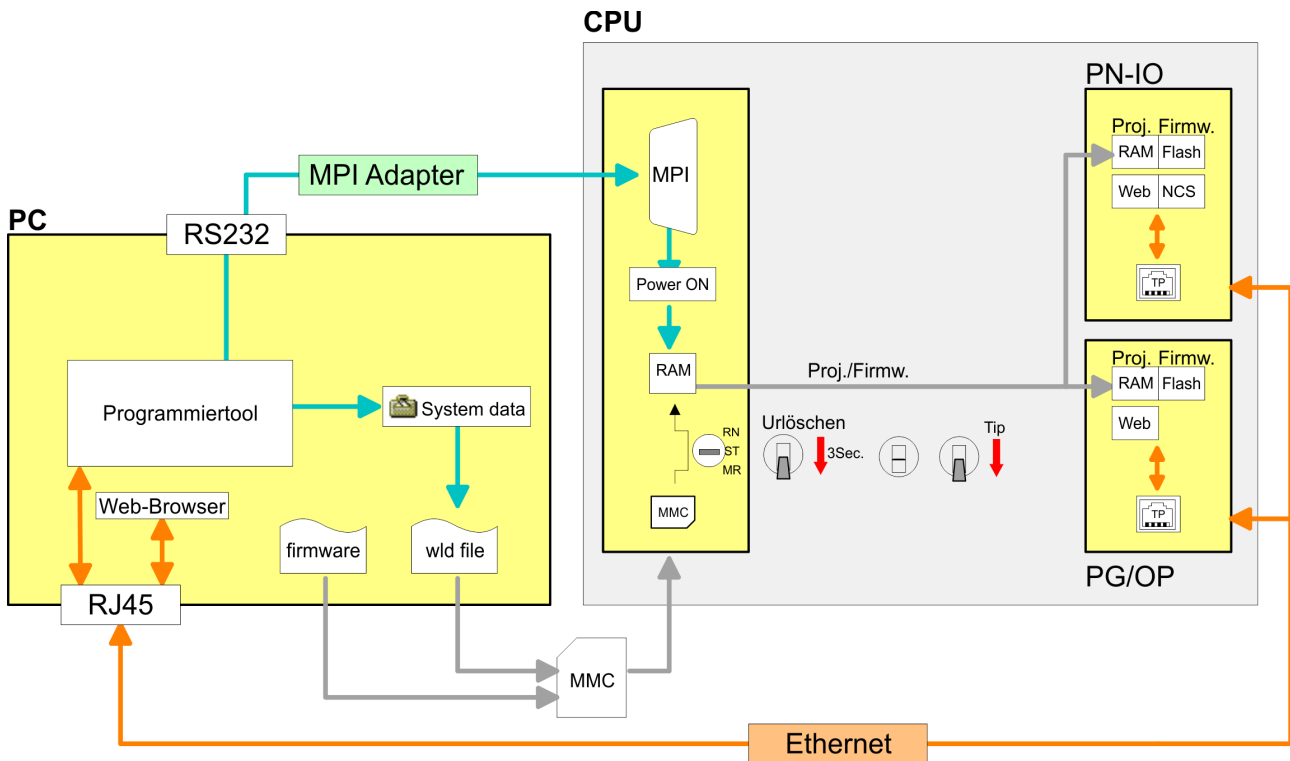 CPU
PN-IO
Proj. Firmw.
RAM Flash
Web NCS
TP
MPI
MPI Adapter
PC
RS232
Power ON
RAM
Proj./Firmw.
Proj. Firmw.
RAM Flash
Web
TP
PG/OP
Programmiertool
System data
Urlöschen
3Sec.
Tip
RN
ST
MR
MMC
Web-Browser
firmware
wld file
RJ45
MMC
Ethernet